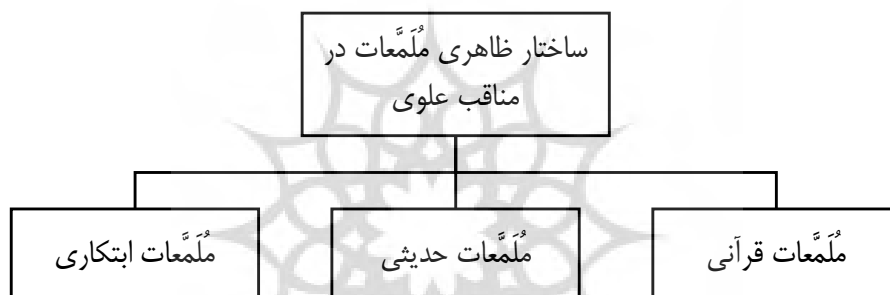 ساختار ظاهری مُلَمَّعات در
مناقب علوی
مُلَمَّعات قرآنی
مُلَمَّعات حدیثی
مُلَمَّعات ابتکاری